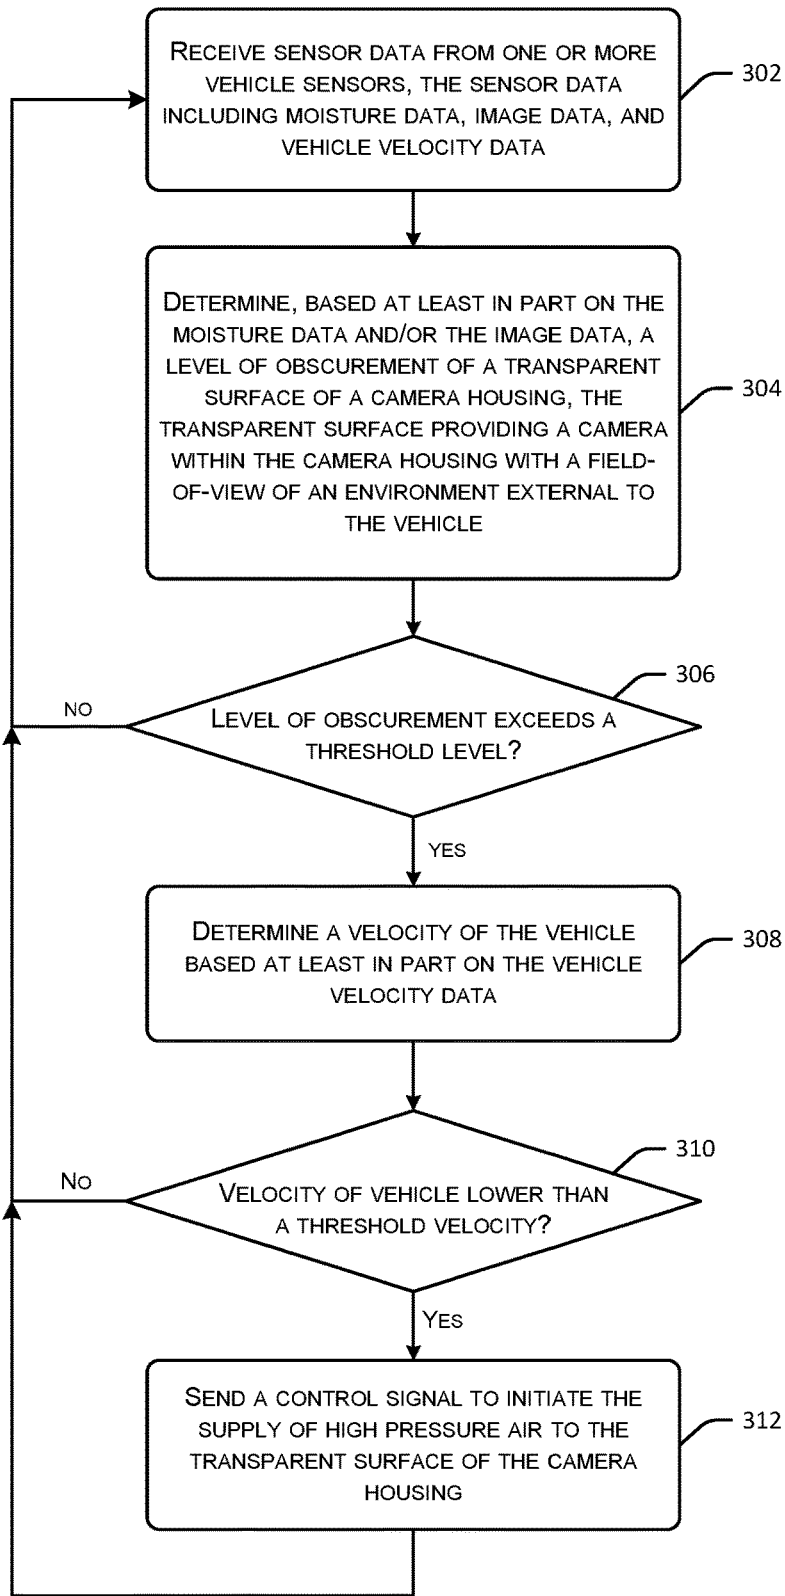 RECEIVE SENSOR DATA FROM ONE OR MORE
VEHICLE SENSORS, THE SENSOR DATA
INCLUDING MOISTURE DATA, IMAGE DATA, AND
VEHICLE VELOCITY DATA
302
DETERMINE, BASED AT LEAST IN PART ON THE
MOISTURE DATA AND/OR THE IMAGE DATA, A
LEVEL OF OBSCUREMENT OF A TRANSPARENT
SURFACE OF A CAMERA HOUSING, THE
TRANSPARENT SURFACE PROVIDING A CAMERA
WITHIN THE CAMERA HOUSING WITH A FIELD-
OF-VIEW OF AN ENVIRONMENT EXTERNAL TO
THE VEHICLE
304
306
NO
LEVEL OF OBSCUREMENT EXCEEDS A
THRESHOLD LEVEL?
YES
DETERMINE A VELOCITY OF THE VEHICLE
BASED AT LEAST IN PART ON THE VEHICLE
VELOCITY DATA
308
310
NO
VELOCITY OF VEHICLE LOWER THAN
A THRESHOLD VELOCITY?
YES
SEND A CONTROL SIGNAL TO INITIATE THE
SUPPLY OF HIGH PRESSURE AIR TO THE
TRANSPARENT SURFACE OF THE CAMERA
HOUSING
312